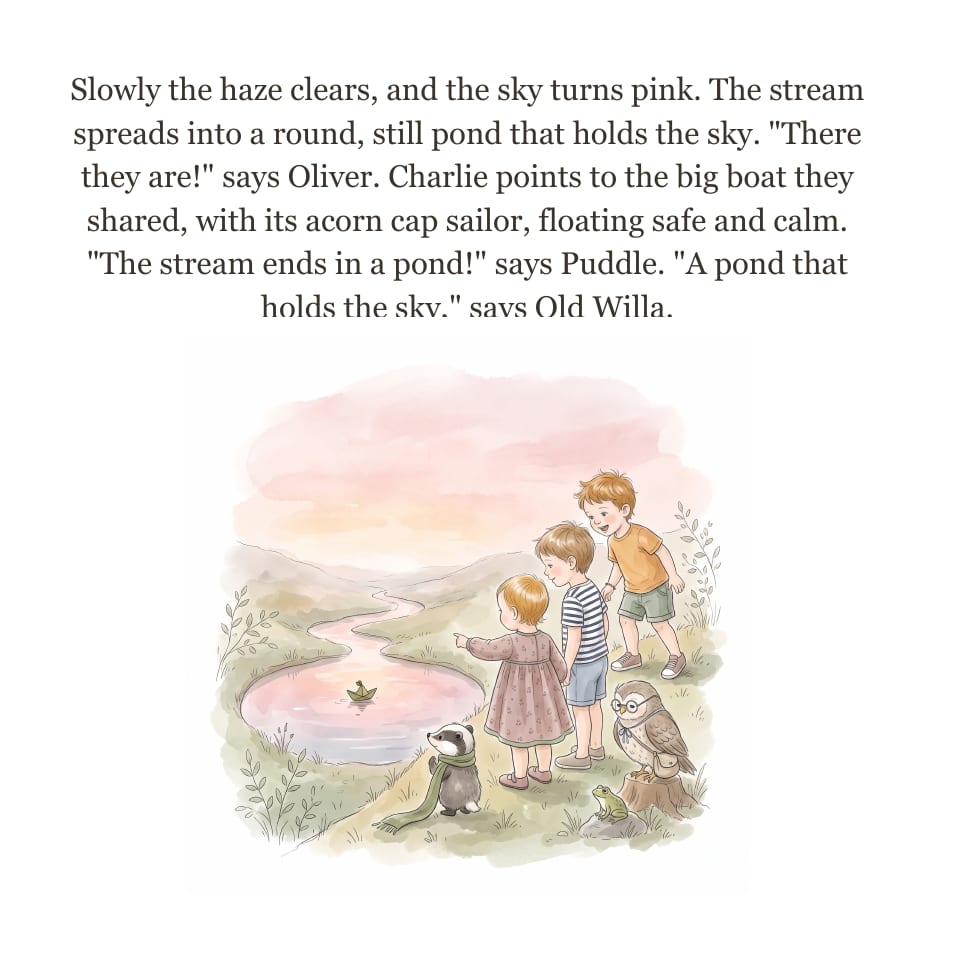 Slowly the haze clears, and the sky turns pink. The stream
spreads into a round, still pond that holds the sky. "There
they are!" says Oliver. Charlie points to the big boat they
shared, with its acorn cap sailor, floating safe and calm.
"The stream ends in a pond!" says Puddle. "A pond that
holds the sky," says Old Willa.